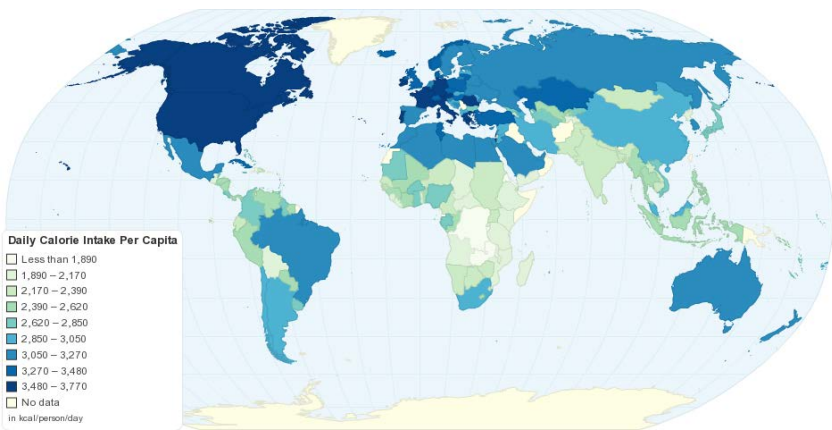 Daily Calorie Intake Per Capita
Less than 1,890
1,890 – 2,170
2,170 – 2,390
2,390 – 2,620
2,620 – 2,850
2,850 – 3,050
3,050 – 3,270
3,270 – 3,480
3,480 – 3,770
No data
in kcal/person/day